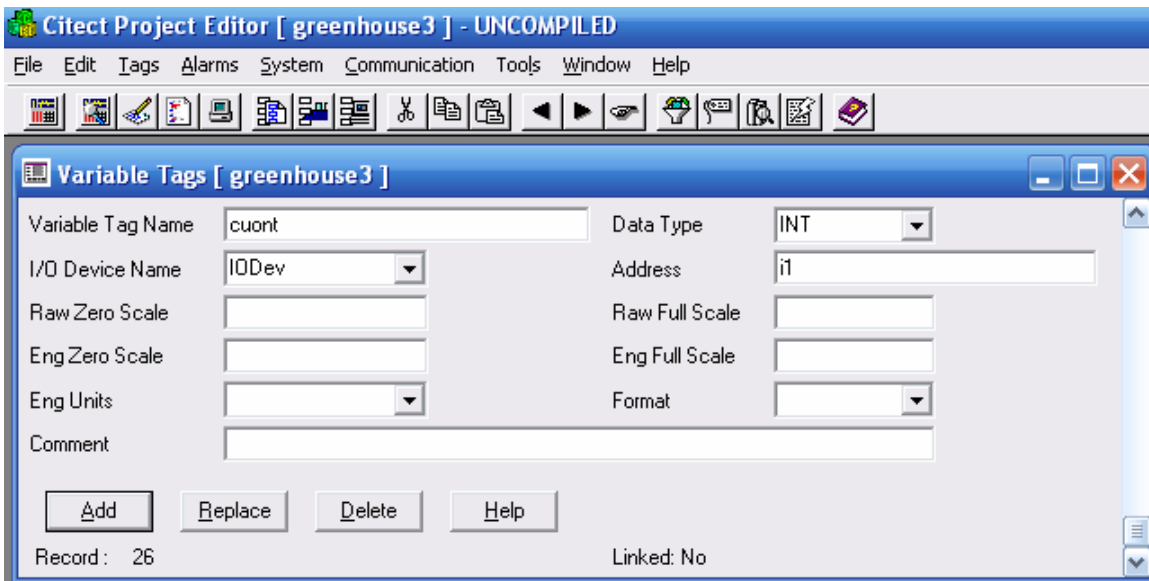 Citect Project Editor [ greenhouse3 ] - UNCOMPILED
File Edit Tags Alarms System Communication Tools Window Help
Variable Tags [ greenhouse3 ]
Variable Tag Name cuont Data Type INT
I/O Device Name IODev Address i1
Raw Zero Scale Raw Full Scale
Eng Zero Scale Eng Full Scale
Eng Units Format
Comment
Add Replace Delete Help
Record : 26 Linked: No